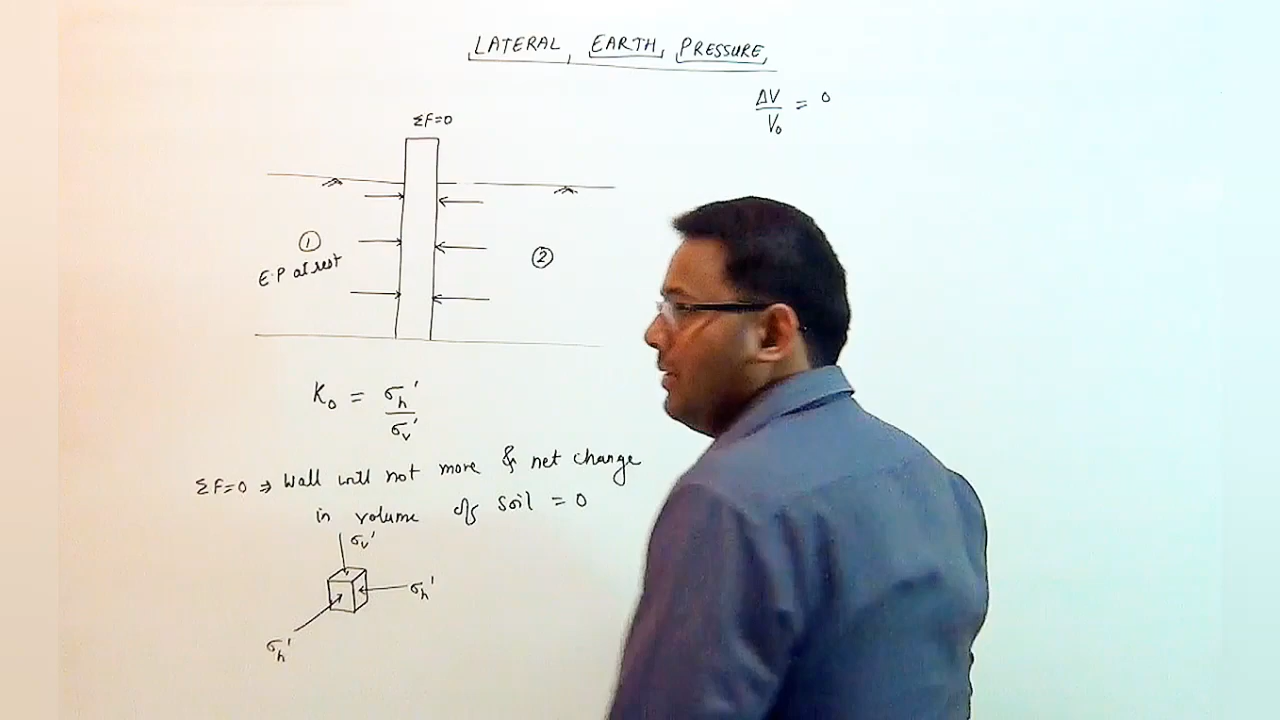 LATERAL EARTH PRESSURE
ΔV/V₀ = 0
ΣF=0
①
E.P at rest
②
K₀ = σh'/σv'
ΣF=0 ⇒ Wall will not move & net change
in volume of soil = 0
σv'
σh'
σh'